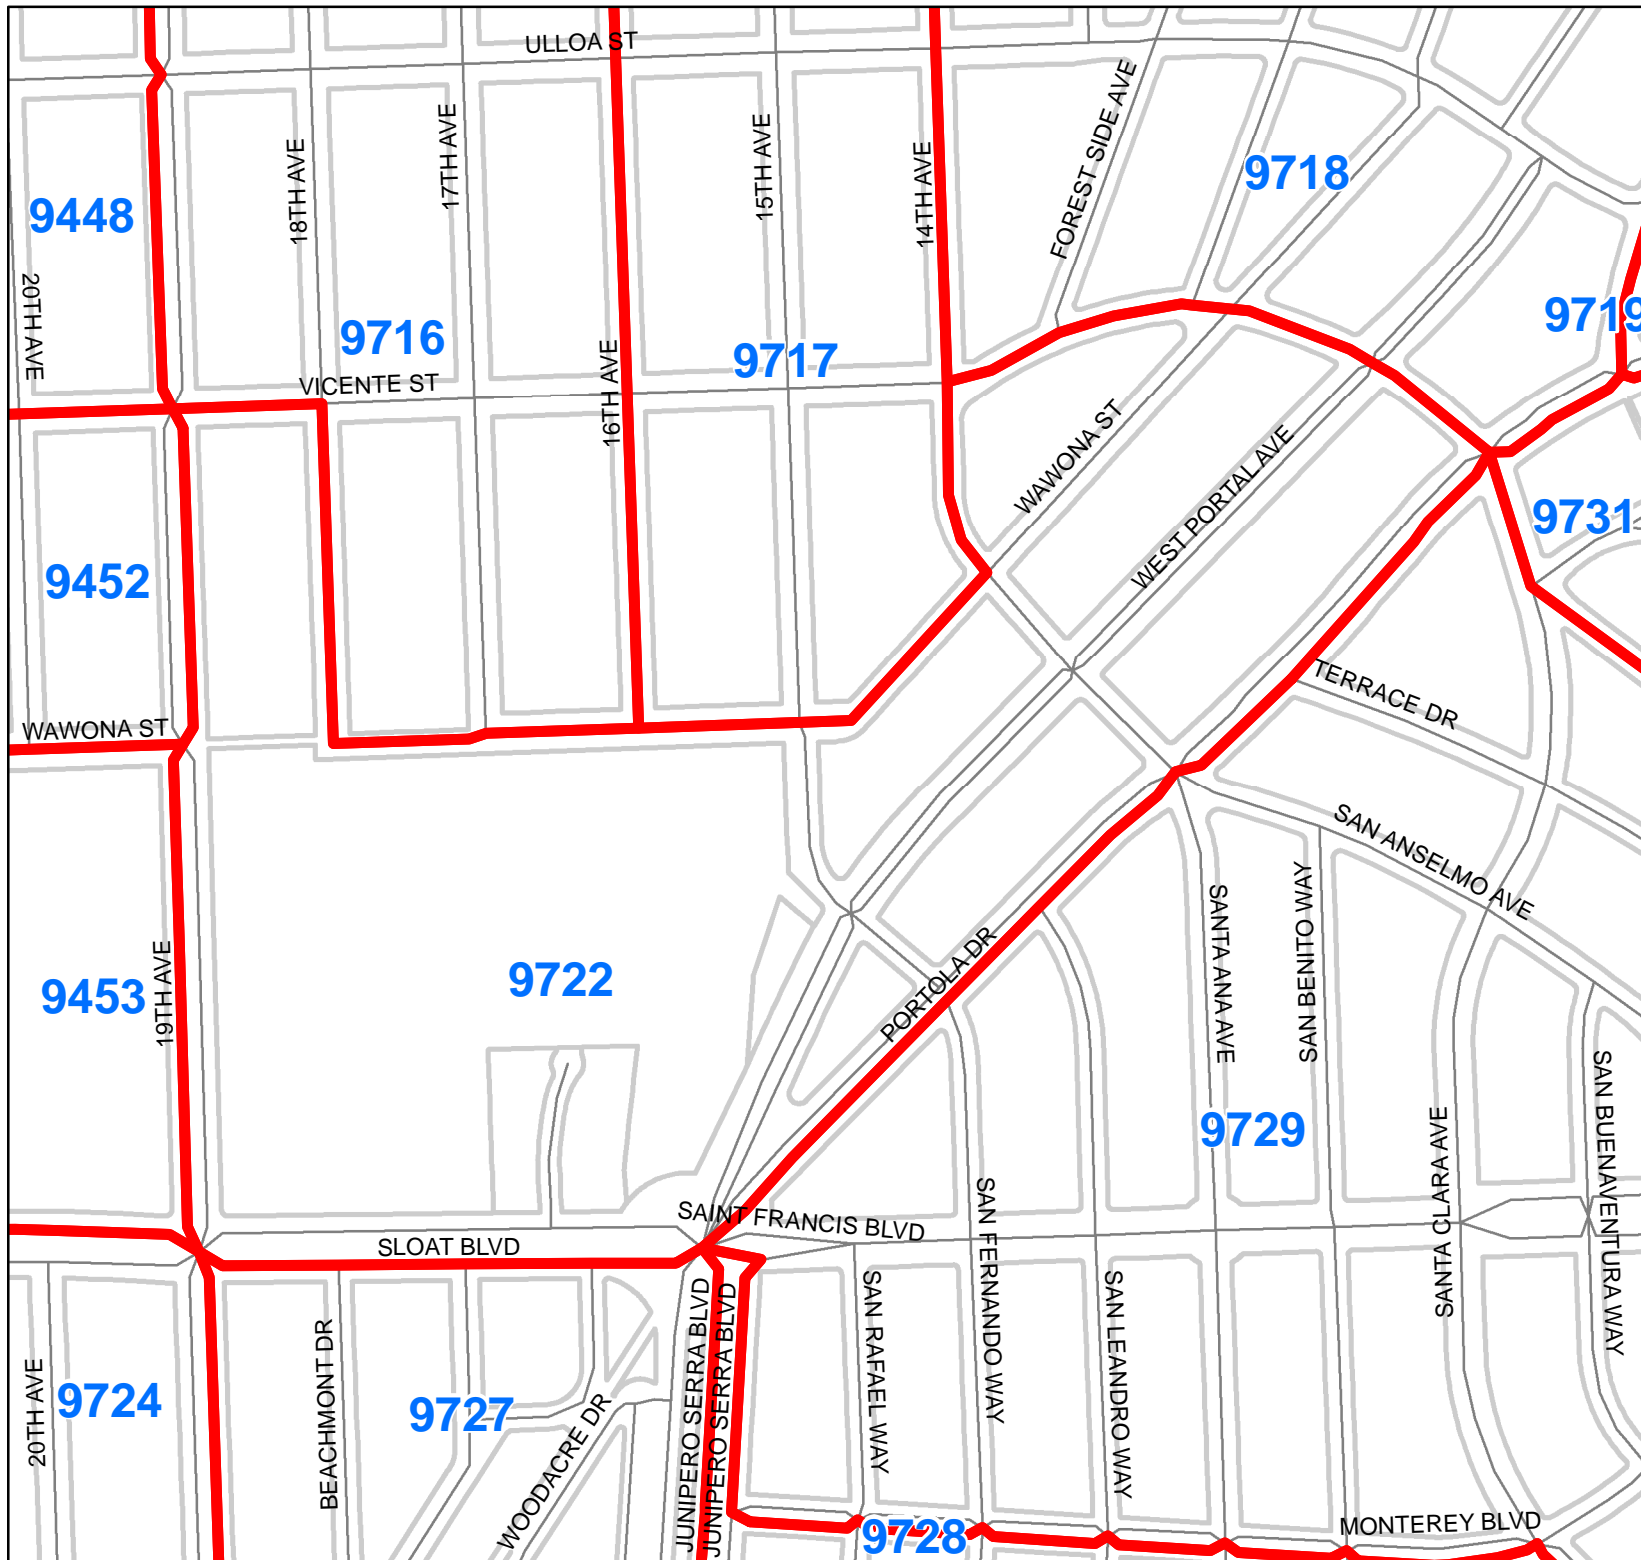 ULLOA ST
FOREST SIDE AVE
17TH AVE
15TH AVE
18TH AVE
14TH AVE
9718
9448
20TH AVE
9719
9716
16TH AVE
9717
VICENTE ST
WAWONA ST
WEST PORTAL AVE
9731
9452
TERRACE DR
WAWONA ST
SAN ANSELMO AVE
SANTA ANA AVE
SAN BENITO WAY
PORTOLA DR
19TH AVE
9722
9453
SAN BUENAVENTURA WAY
9729
SANTA CLARA AVE
SAN FERNANDO WAY
SAINT FRANCIS BLVD
SLOAT BLVD
JUNIPERO SERRA BLVD
JUNIPERO SERRA BLVD
SAN RAFAEL WAY
SAN LEANDRO WAY
BEACHMONT DR
20TH AVE
9724
9727
WOODACRE DR
9728
MONTEREY BLVD